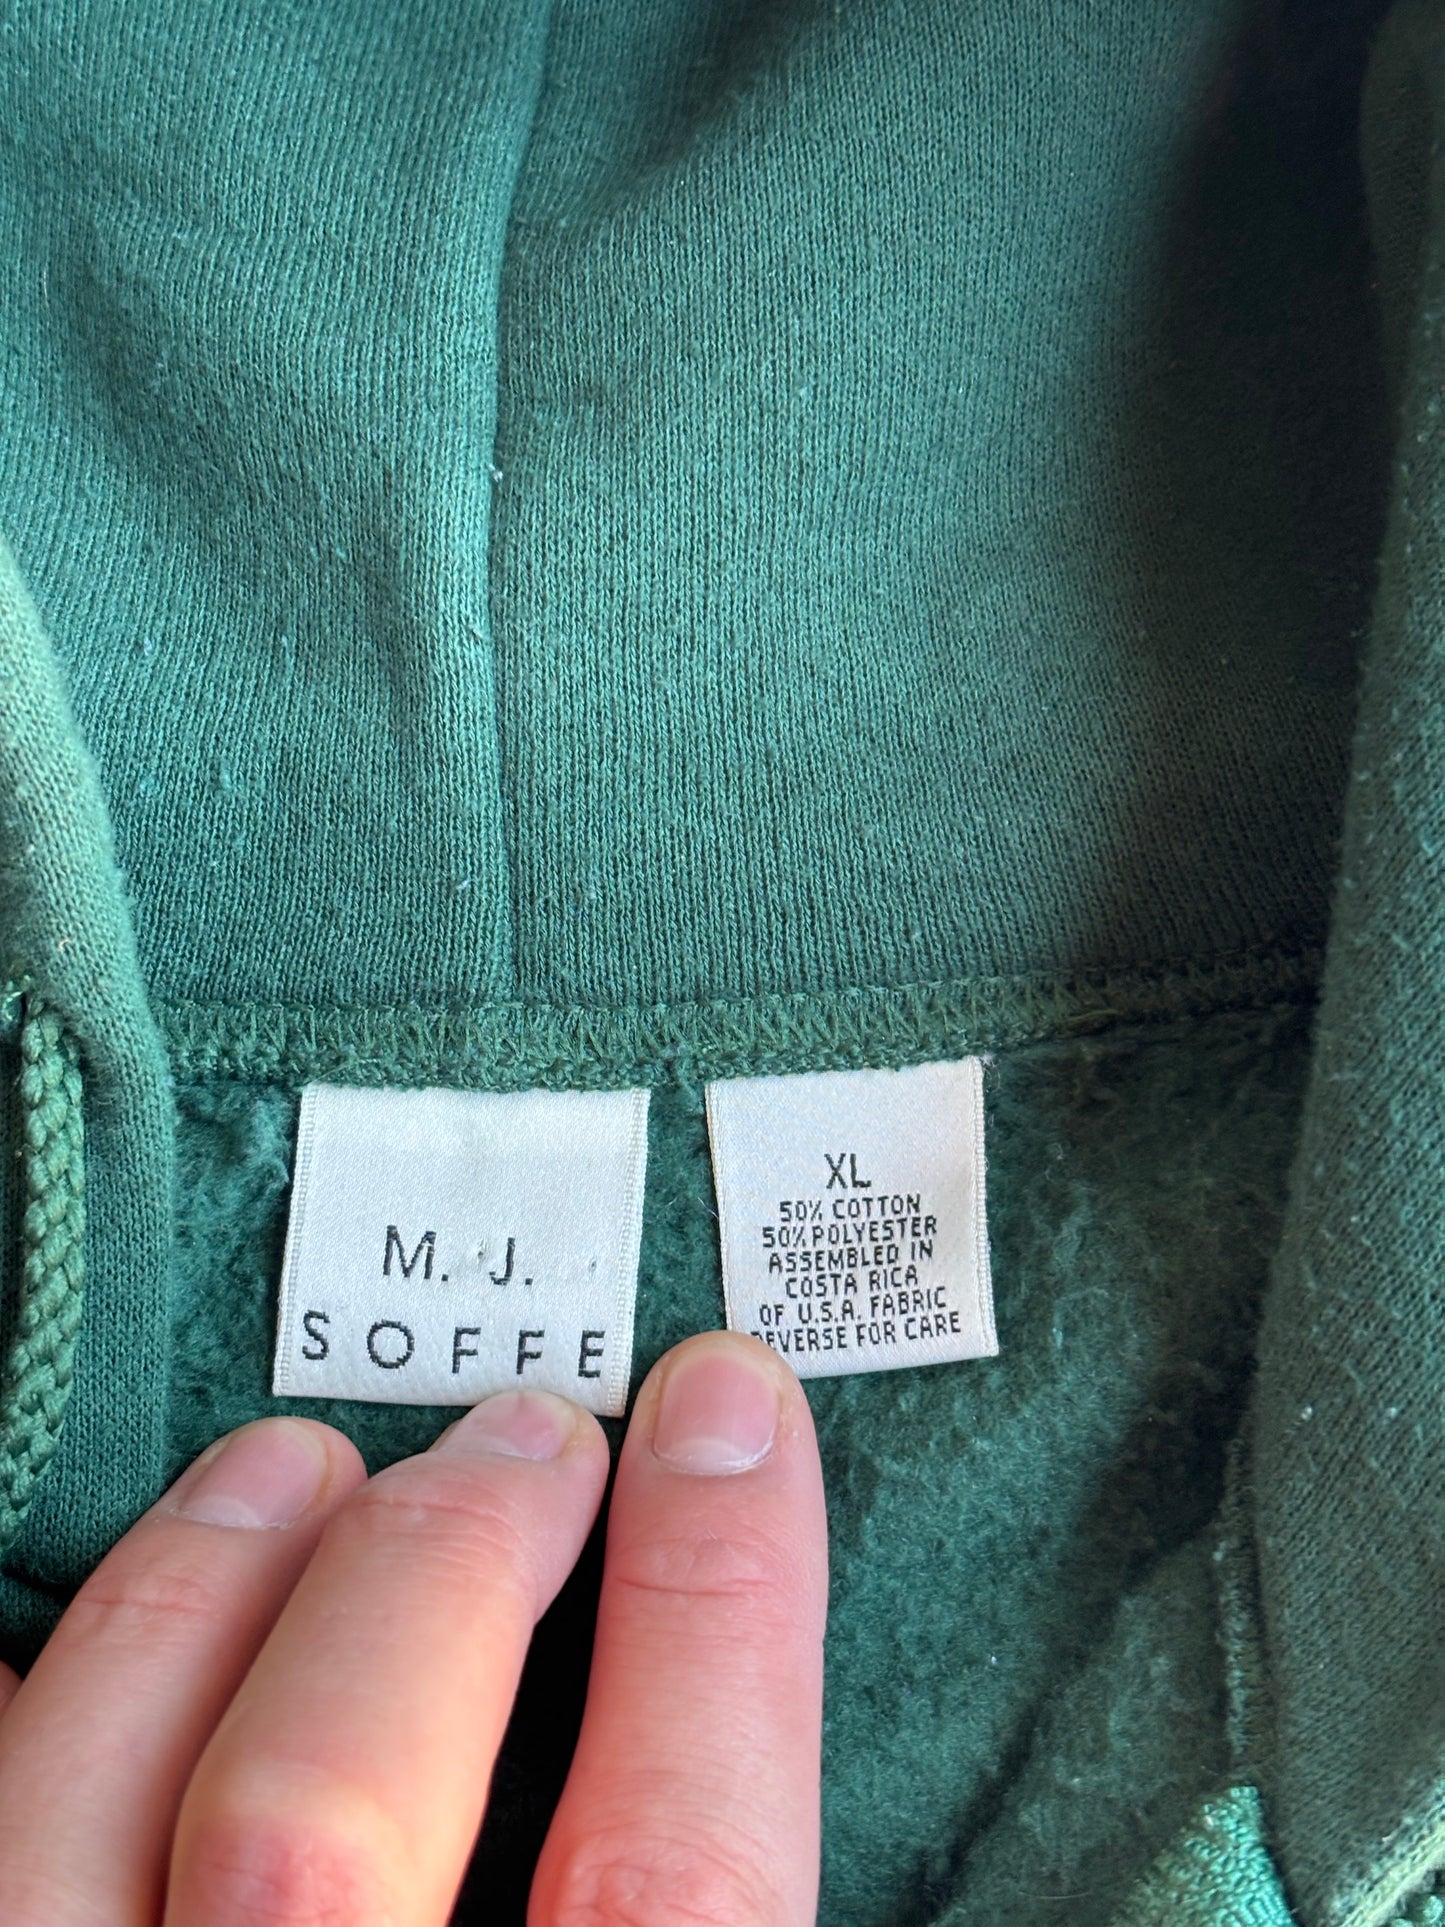 M. J.
SOFFE
XL
50% COTTON
50% POLYESTER
ASSEMBLED IN
COSTA RICA
OF U.S.A. FABRIC
REVERSE FOR CARE